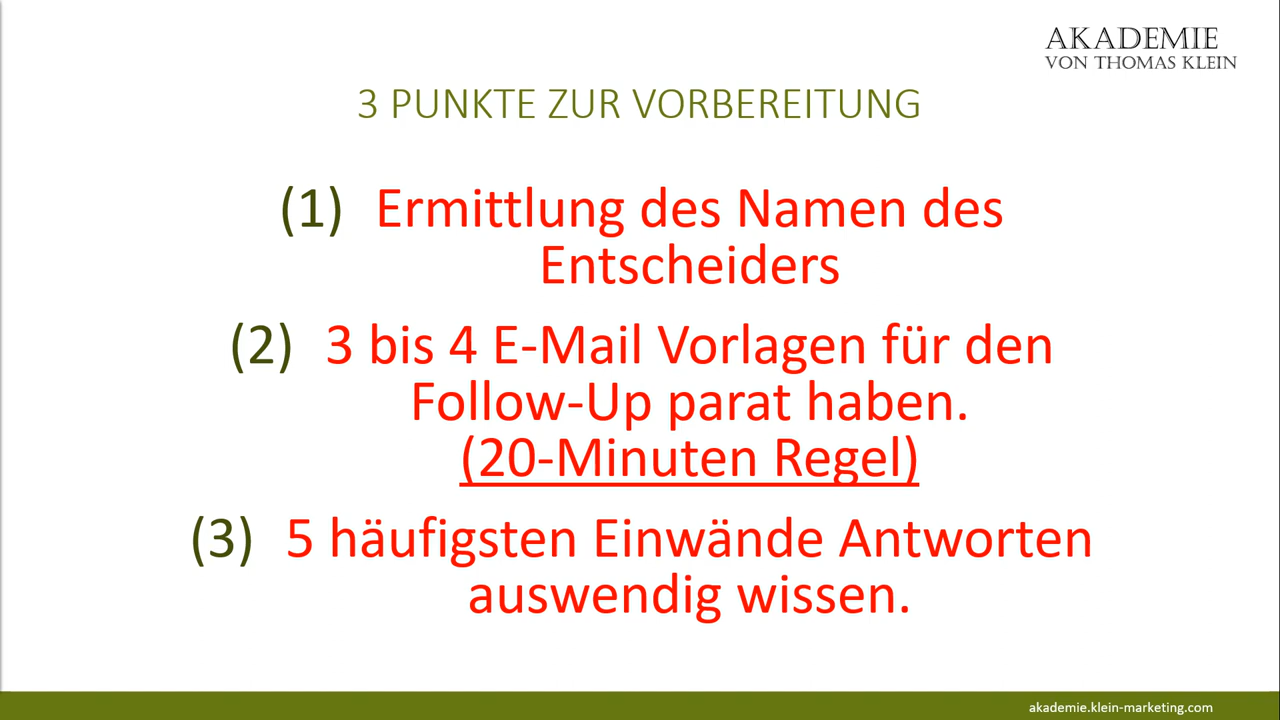 AKADEMIE
VON THOMAS KLEIN
3 PUNKTE ZUR VORBEREITUNG
(1) Ermittlung des Namen des
Entscheiders
(2) 3 bis 4 E-Mail Vorlagen für den
Follow-Up parat haben.
(20-Minuten Regel)
(3) 5 häufigsten Einwände Antworten
auswendig wissen.
akademie.klein-marketing.com